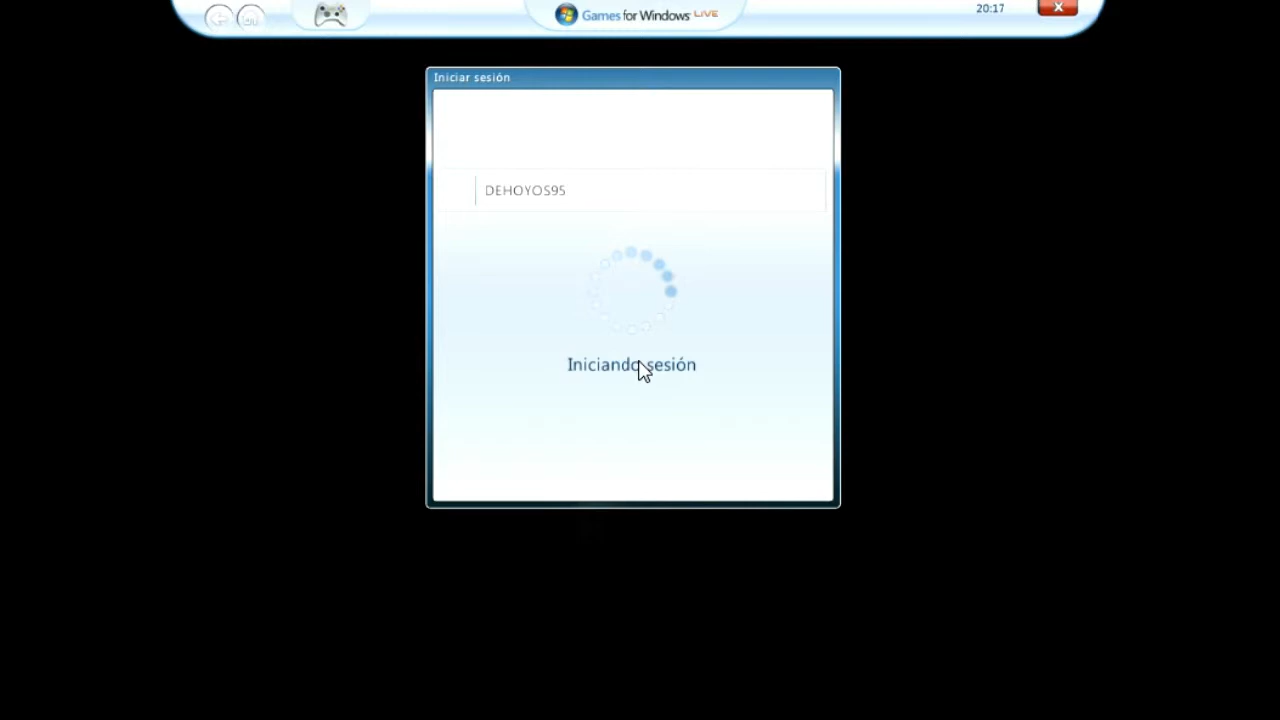 Games for Windows LIVE
20:17
Iniciar sesión
DEHOYOS95
Iniciando sesión